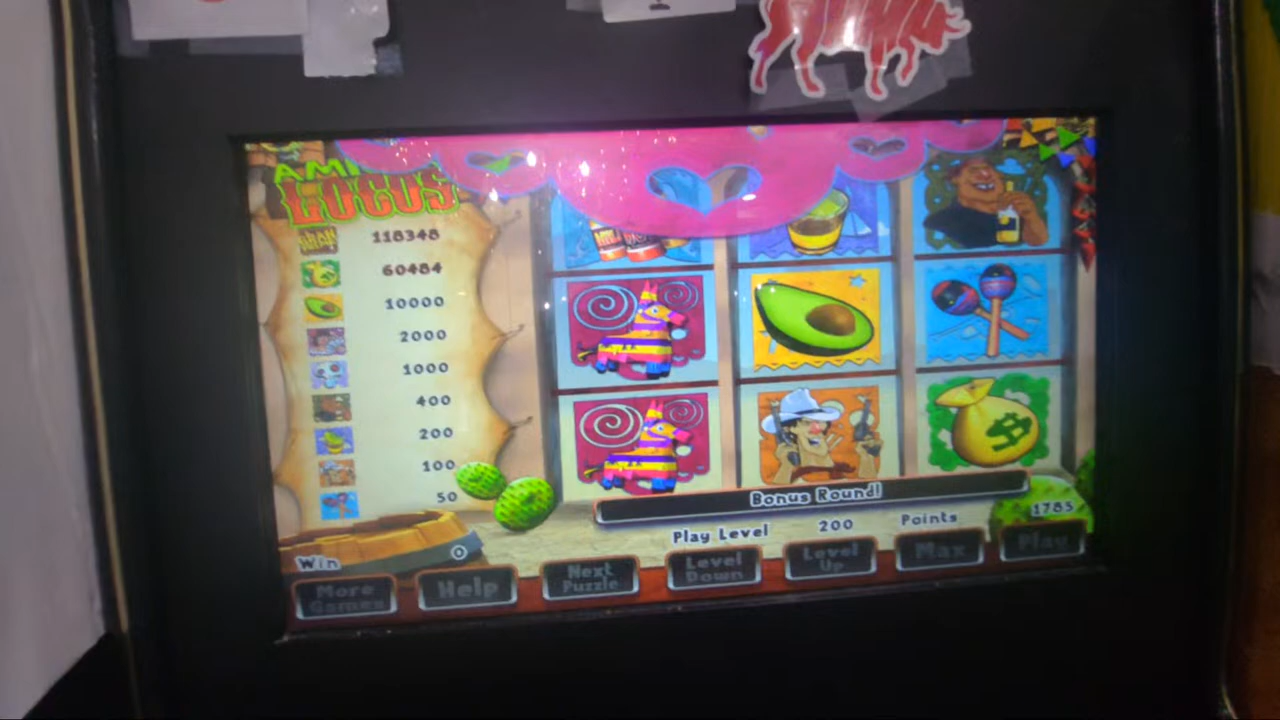 AMI
LOCOS
118348
60484
10000
2000
1000
400
200
100
50
Bonus Round!
Play Level 200 Points 1785
Win 0
More Games
Help
Next Puzzle
Level Down
Level Up
Max
Play